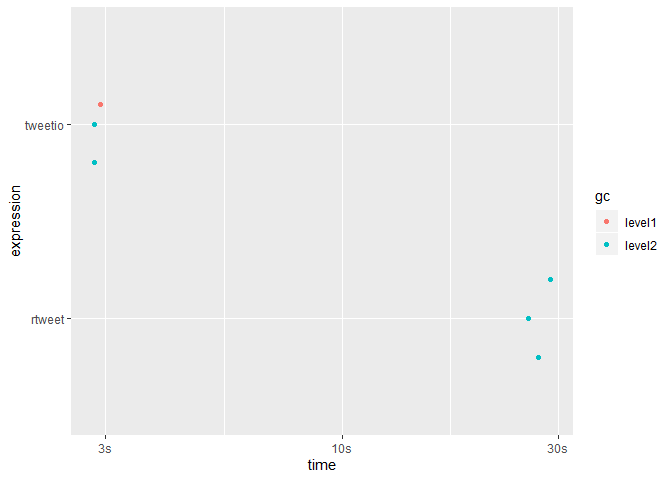 tweetio
rtweet
expression
3s
10s
30s
time
gc
level1
level2